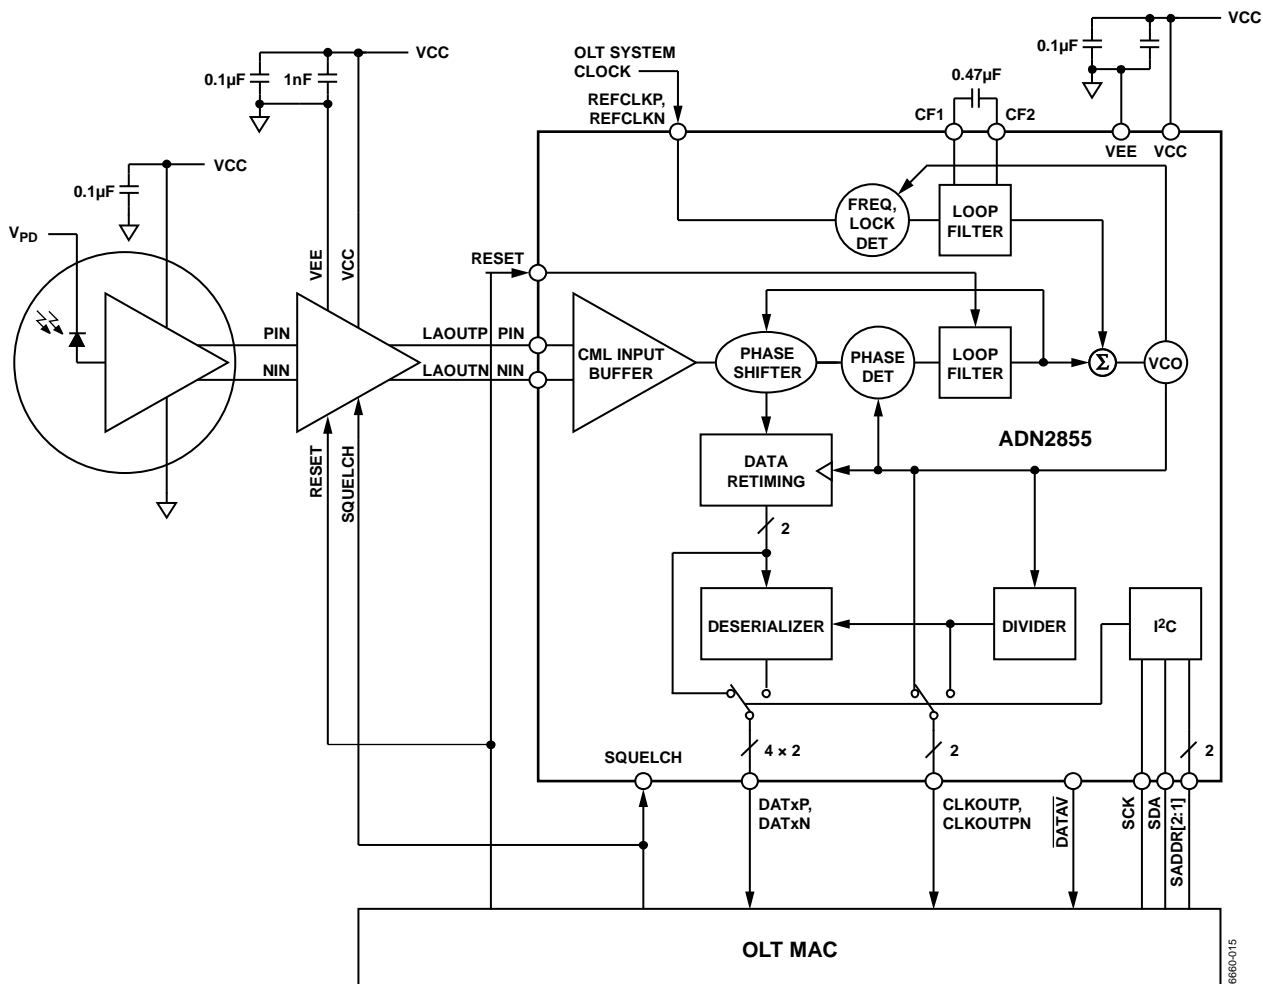 VCC
0.1µF
1nF
VCC
0.1µF
V_PD
VEE
VCC
PIN
NIN
RESET
SQUELCH
LAOUTP
LAOUTN
OLT SYSTEM
CLOCK
REFCLKP,
REFCLKN
0.47µF
CF1
CF2
0.1µF
VCC
VEE
VCC
RESET
PIN
NIN
CML INPUT
BUFFER
FREQ,
LOCK
DET
LOOP
FILTER
PHASE
SHIFTER
PHASE
DET
LOOP
FILTER
Σ
VCO
ADN2855
DATA
RETIMING
2
DESERIALIZER
DIVIDER
I²C
4 × 2
2
2
SQUELCH
DATxP,
DATxN
CLKOUTP,
CLKOUTPN
DATAV
SCK
SDA
SADDR[2:1]
OLT MAC
6660-015